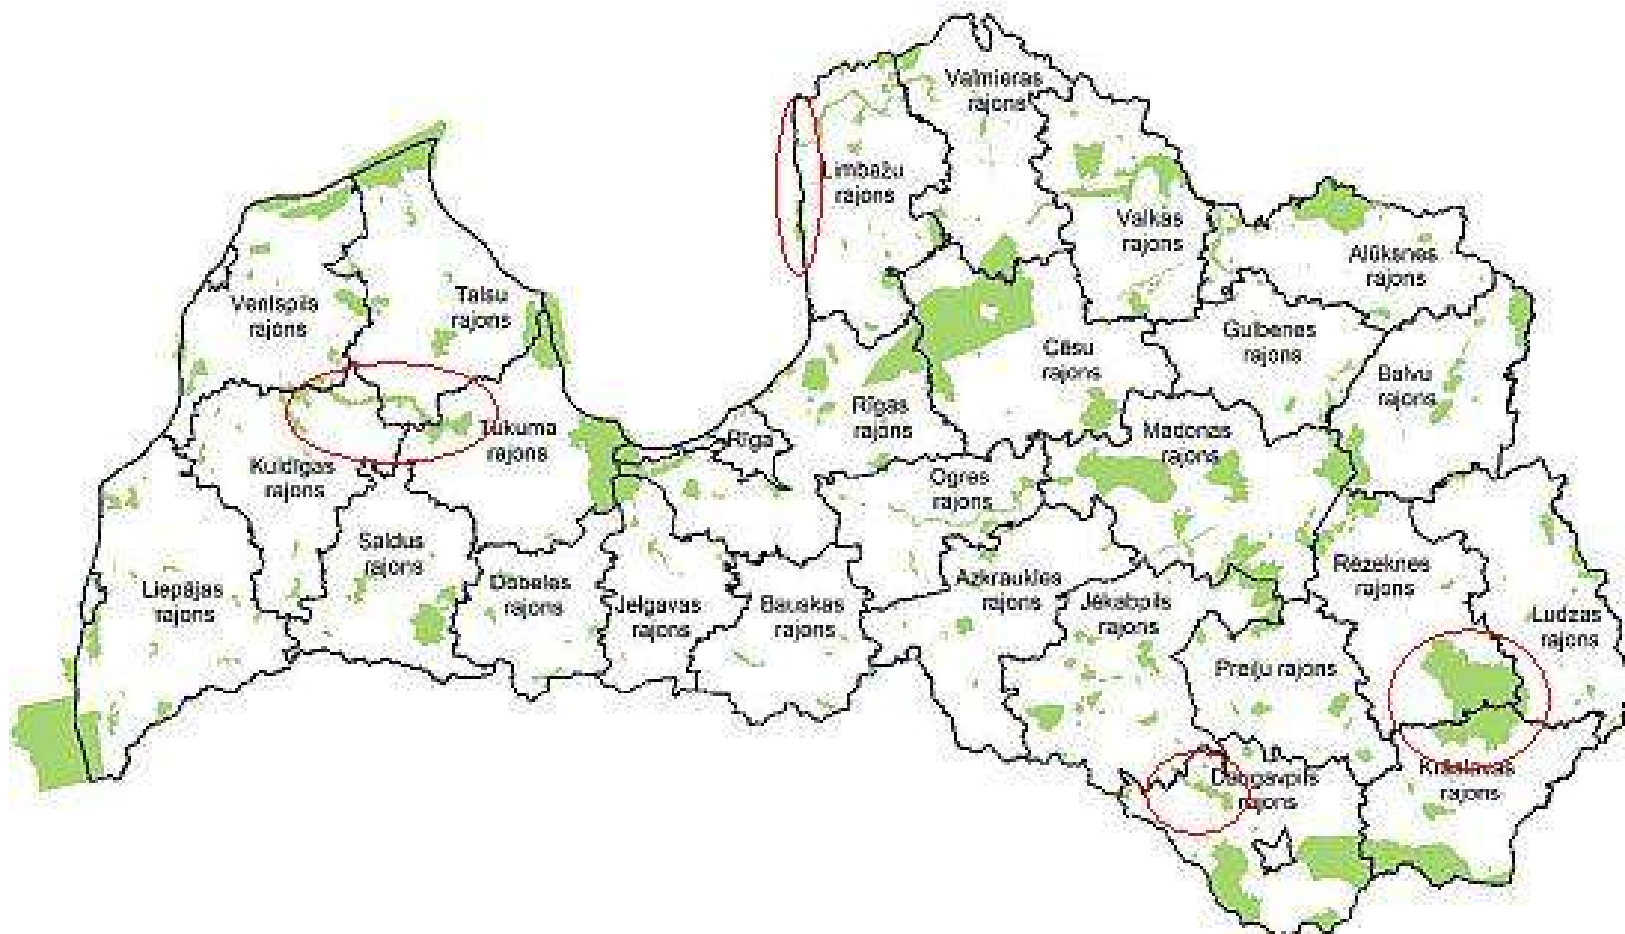 Valmieras
rajons
Limbažu
rajons
Valkas
rajons
Alūksnes
rajons
Ventspils
rajons
Talsu
rajons
Gulbenes
rajons
Cēsu
rajons
Balvu
rajons
Rīgas
rajons
Rīga
Tukuma
rajons
Madonas
rajons
Kuldīgas
rajons
Ogres
rajons
Saldus
rajons
Rēzeknes
rajons
Dobeles
rajons
Aizkraukles
rajons
Liepājas
rajons
Jelgavas
rajons
Bauskas
rajons
Jēkabpils
rajons
Ludzas
rajons
Preiļu rajons
Daugavpils
rajons
Krāslavas
rajons